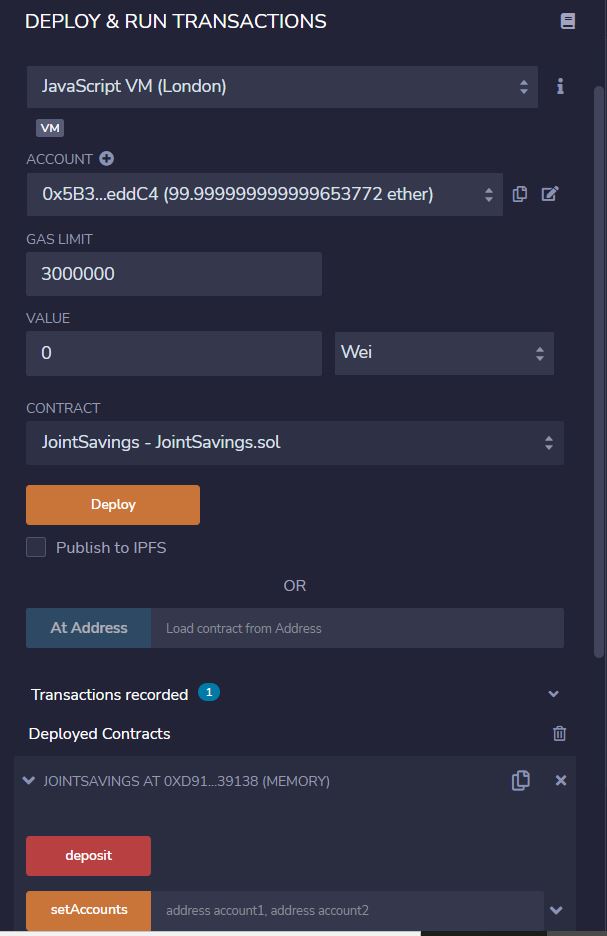 DEPLOY & RUN TRANSACTIONS
JavaScript VM (London)
VM
ACCOUNT
0x5B3...eddC4 (99.999999999999653772 ether)
GAS LIMIT
3000000
VALUE
0
Wei
CONTRACT
JointSavings - JointSavings.sol
Deploy
Publish to IPFS
OR
At Address
Load contract from Address
Transactions recorded 1
Deployed Contracts
JOINTSAVINGS AT 0XD91...39138 (MEMORY)
deposit
setAccounts
address account1, address account2